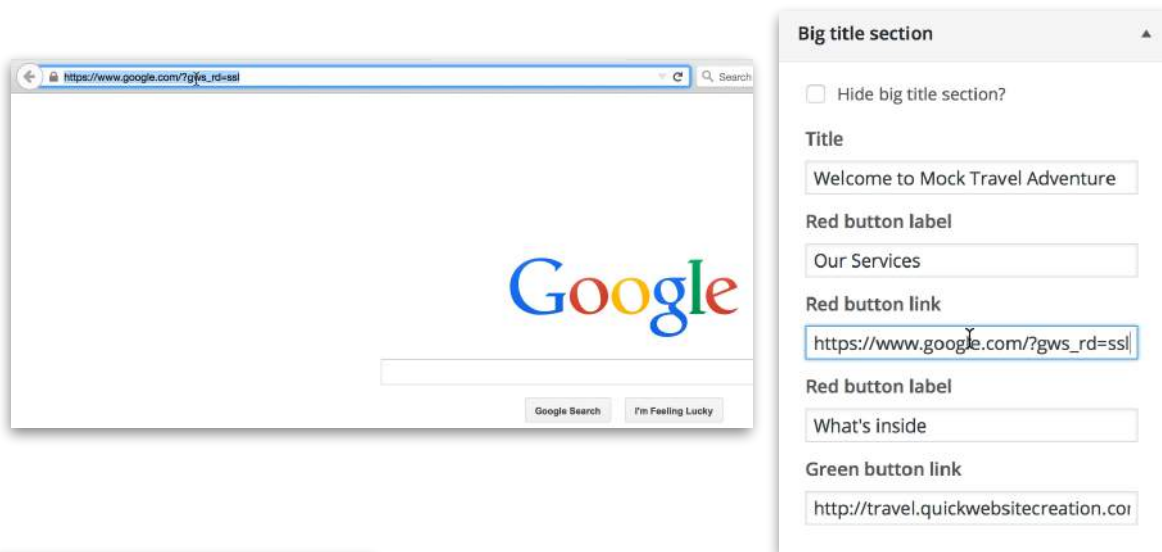 https://www.google.com/?gws_rd=ssl
Search
Google
Google Search
I'm Feeling Lucky
Big title section
Hide big title section?
Title
Welcome to Mock Travel Adventure
Red button label
Our Services
Red button link
https://www.google.com/?gws_rd=ssl
Red button label
What's inside
Green button link
http://travel.quickwebsitecreation.cor